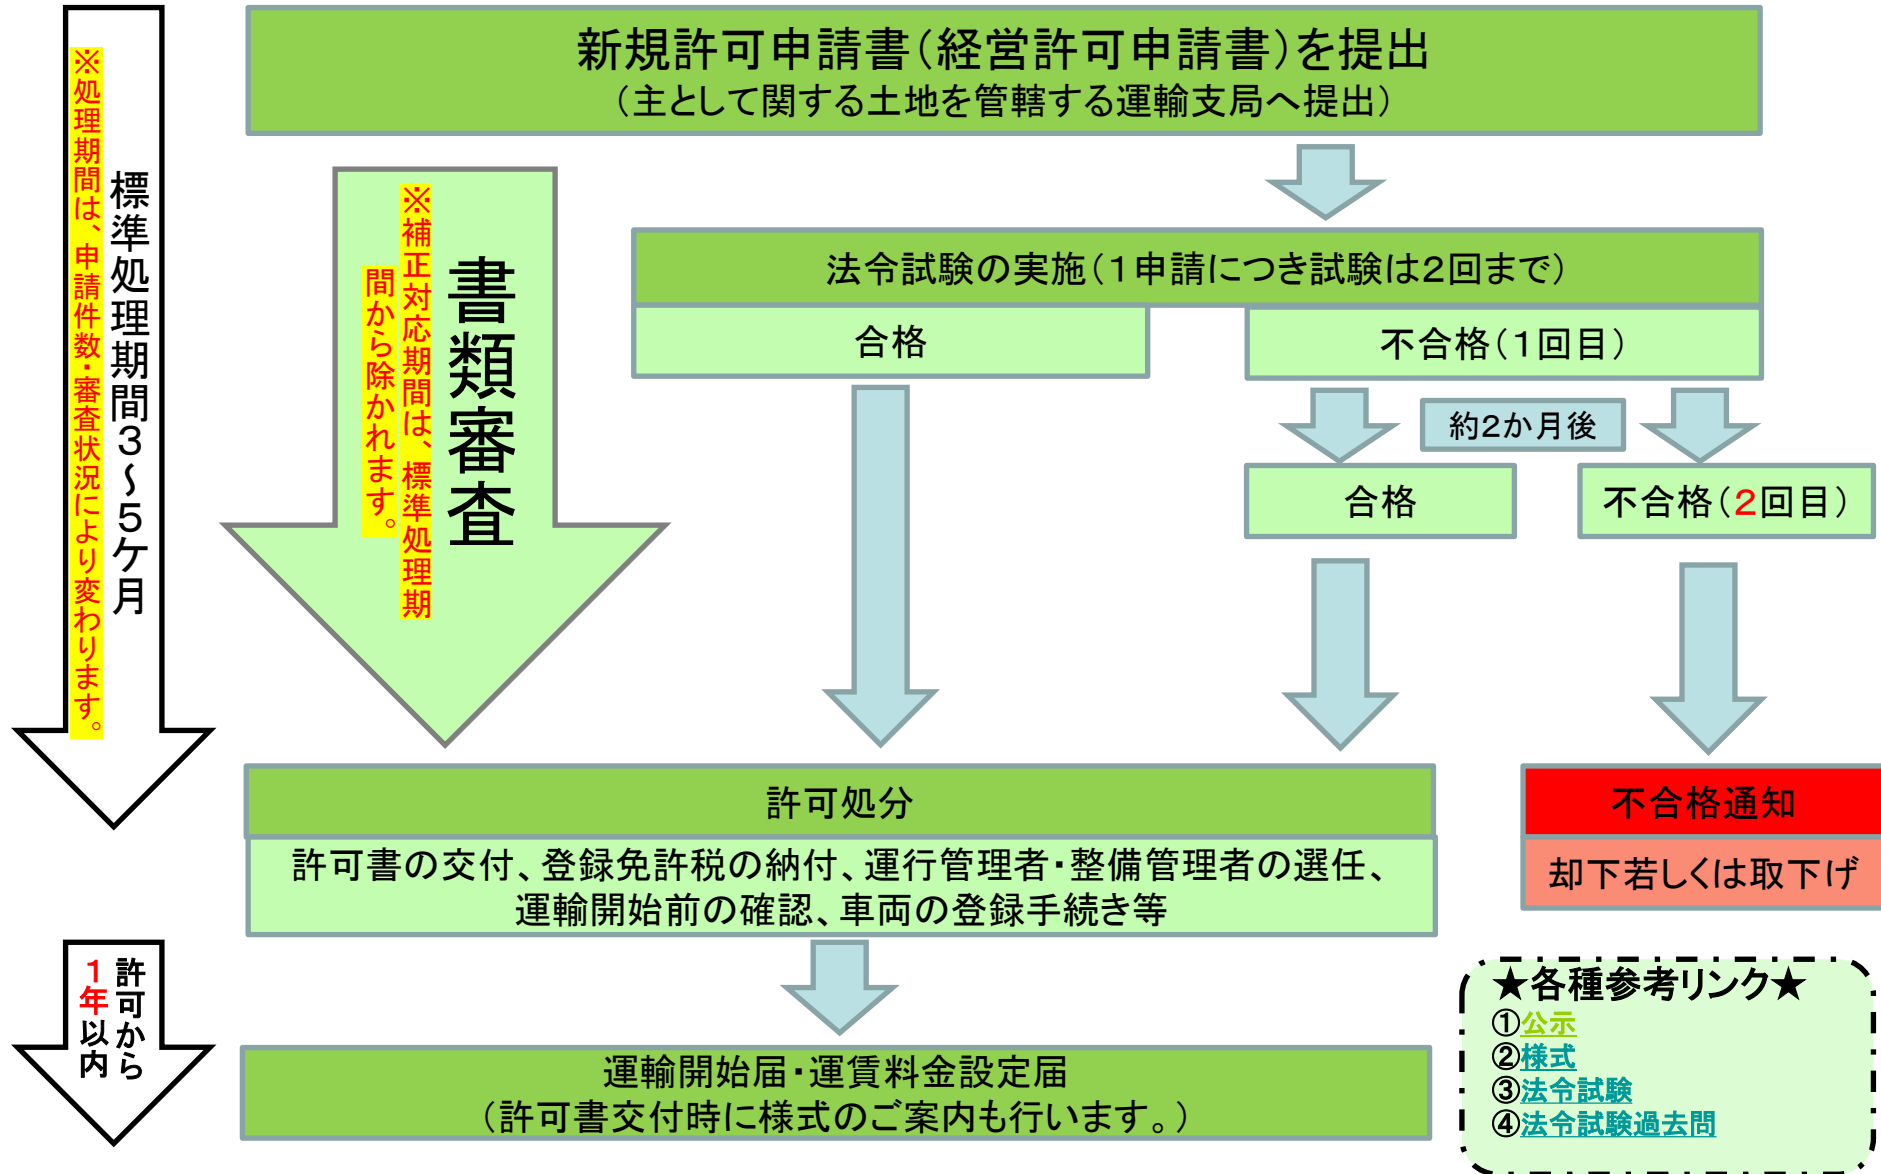 新規許可申請書(経営許可申請書)を提出
(主として関する土地を管轄する運輸支局へ提出)
標準処理期間3~5ケ月
※処理期間は、申請件数・審査状況により変わります。
書類審査
※補正対応期間は、標準処理期
間から除かれます。
法令試験の実施(1申請につき試験は2回まで)
合格
不合格(1回目)
約2か月後
合格
不合格(2回目)
許可処分
許可書の交付、登録免許税の納付、運行管理者・整備管理者の選任、
運輸開始前の確認、車両の登録手続き等
不合格通知
却下若しくは取下げ
許可から
1年以内
運輸開始届・運賃料金設定届
(許可書交付時に様式のご案内も行います。)
★各種参考リンク★
①公示
②様式
③法令試験
④法令試験過去問